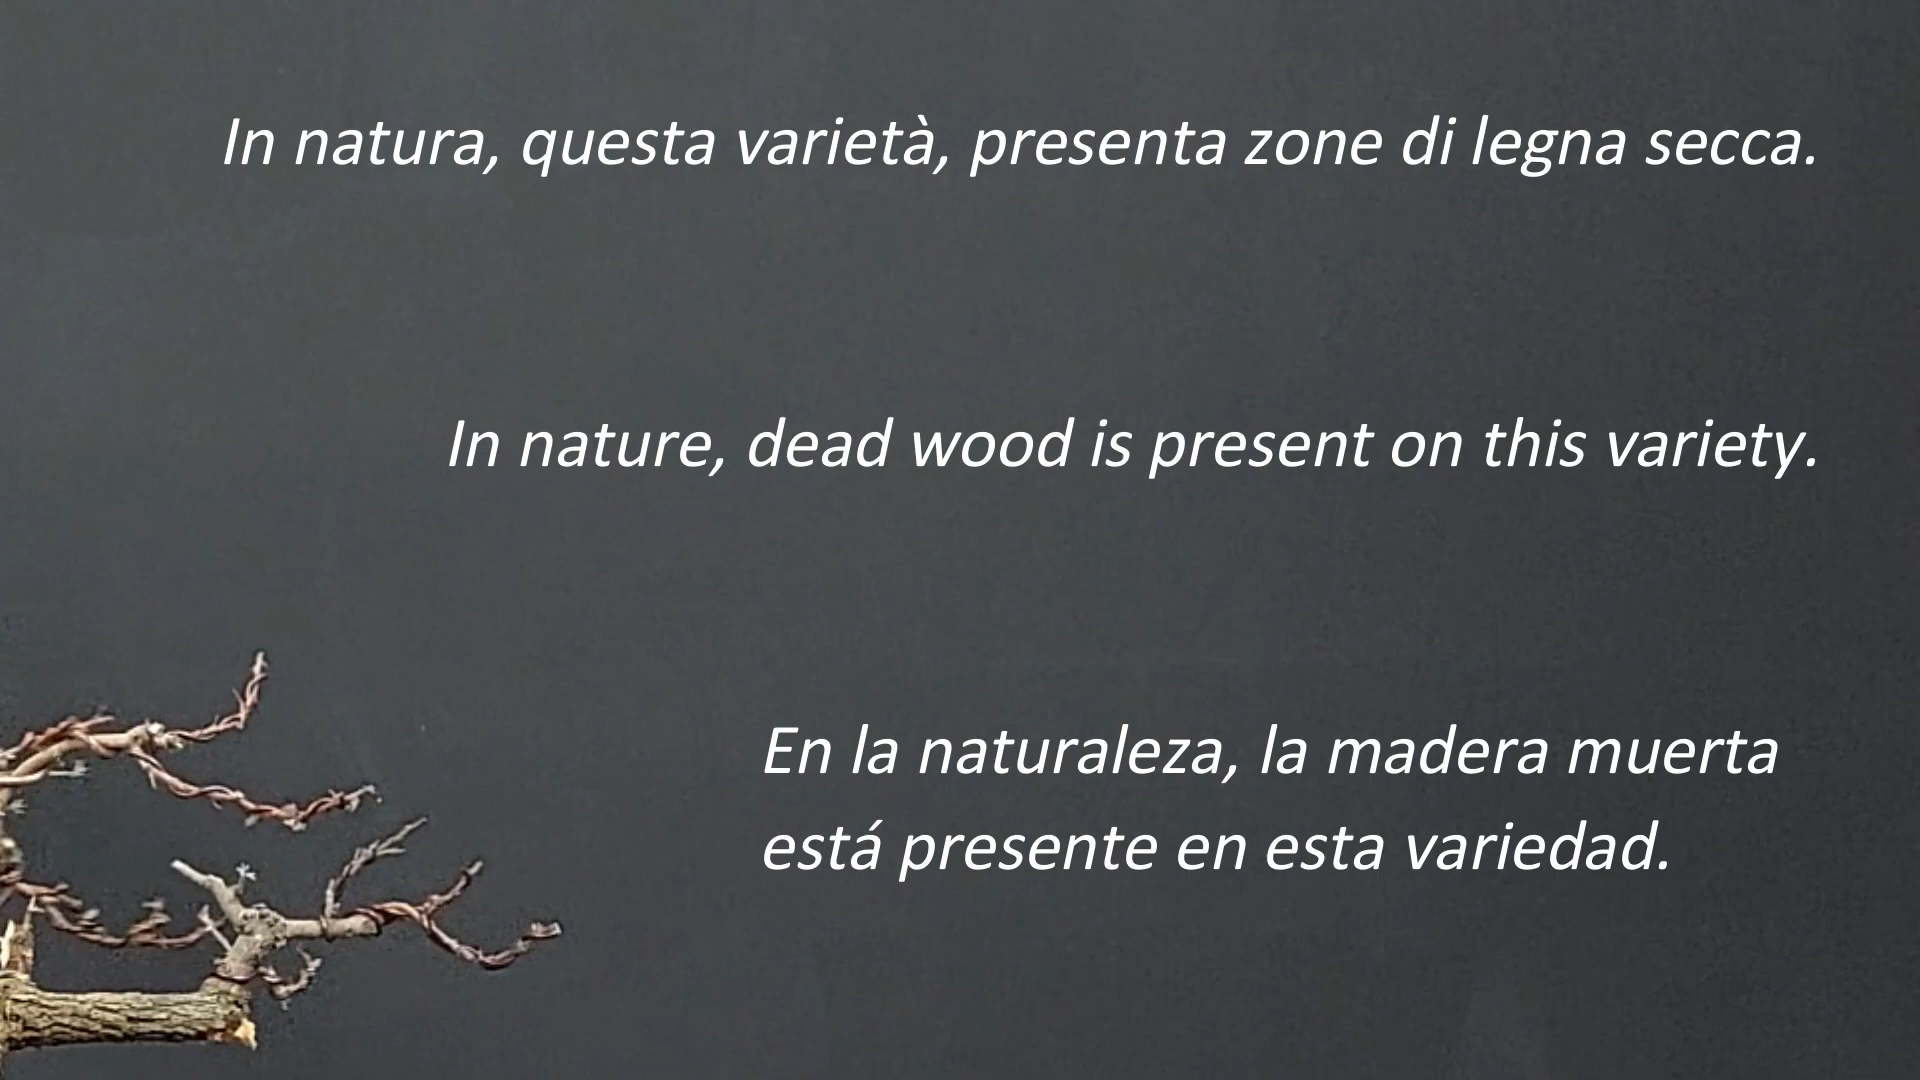 In natura, questa varietà, presenta zone di legna secca.
In nature, dead wood is present on this variety.
En la naturaleza, la madera muerta
está presente en esta variedad.